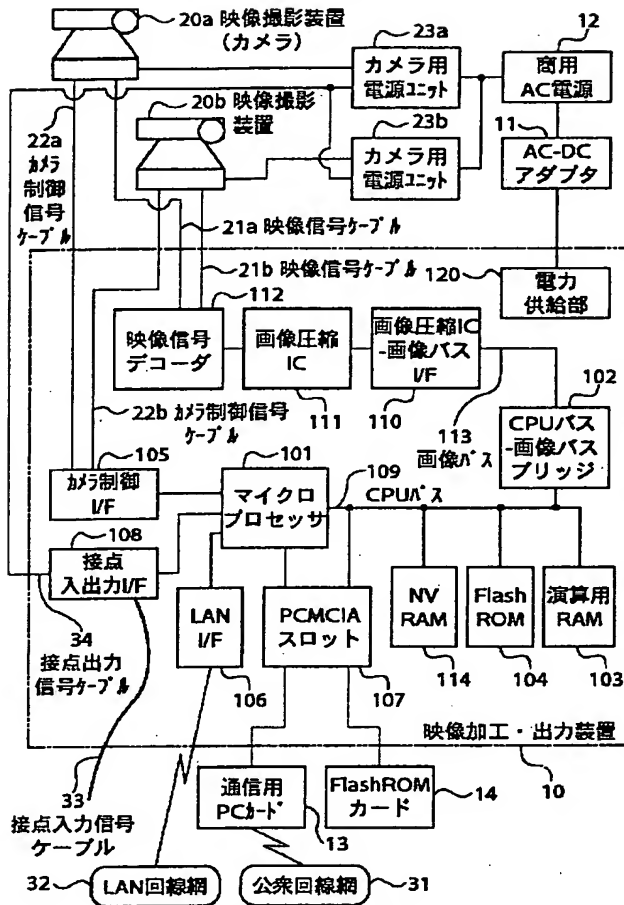 20a 映像撮影装置
(カメラ)
20b 映像撮影
装置
23a
カメラ用
電源ユニット
12
商用
AC電源
22a
カメラ
制御
信号
ケーブル
23b
カメラ用
電源ユニット
11
AC-DC
アダプタ
21a 映像信号ケーブル
21b 映像信号ケーブル
120
電力
供給部
112
映像信号
デコーダ
画像圧縮
IC
111
画像圧縮IC
-画像バス
I/F
110
113
画像バス
102
CPUバス
-画像バス
ブリッジ
22b カメラ制御信号
ケーブル
105
カメラ制御
I/F
101
マイクロ
プロセッサ
109
CPUバス
108
接点
入出力I/F
34
接点出力
信号ケーブル
LAN
I/F
106
PCMCIA
スロット
107
NV
RAM
114
Flash
ROM
104
演算用
RAM
103
映像加工・出力装置
10
33
接点入力信号
ケーブル
通信用
PCカード
13
FlashROM
カード
14
32
LAN回線網
公衆回線網
31